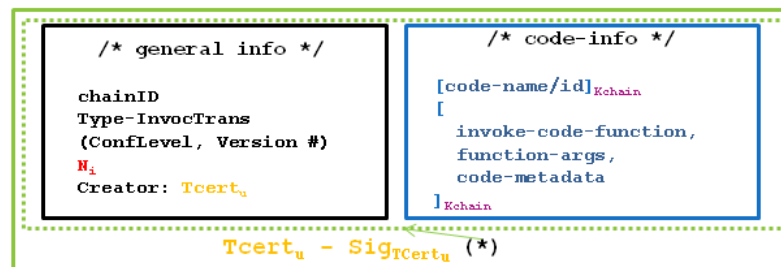 /* general info */
chainID
Type-InvocTrans
(ConfLevel, Version #)
Ni
Creator: Tcertu
/* code-info */
[code-name/id]Kchain
[
invoke-code-function,
function-args,
code-metadata
]Kchain
Tcertu - SigTCertu (*)